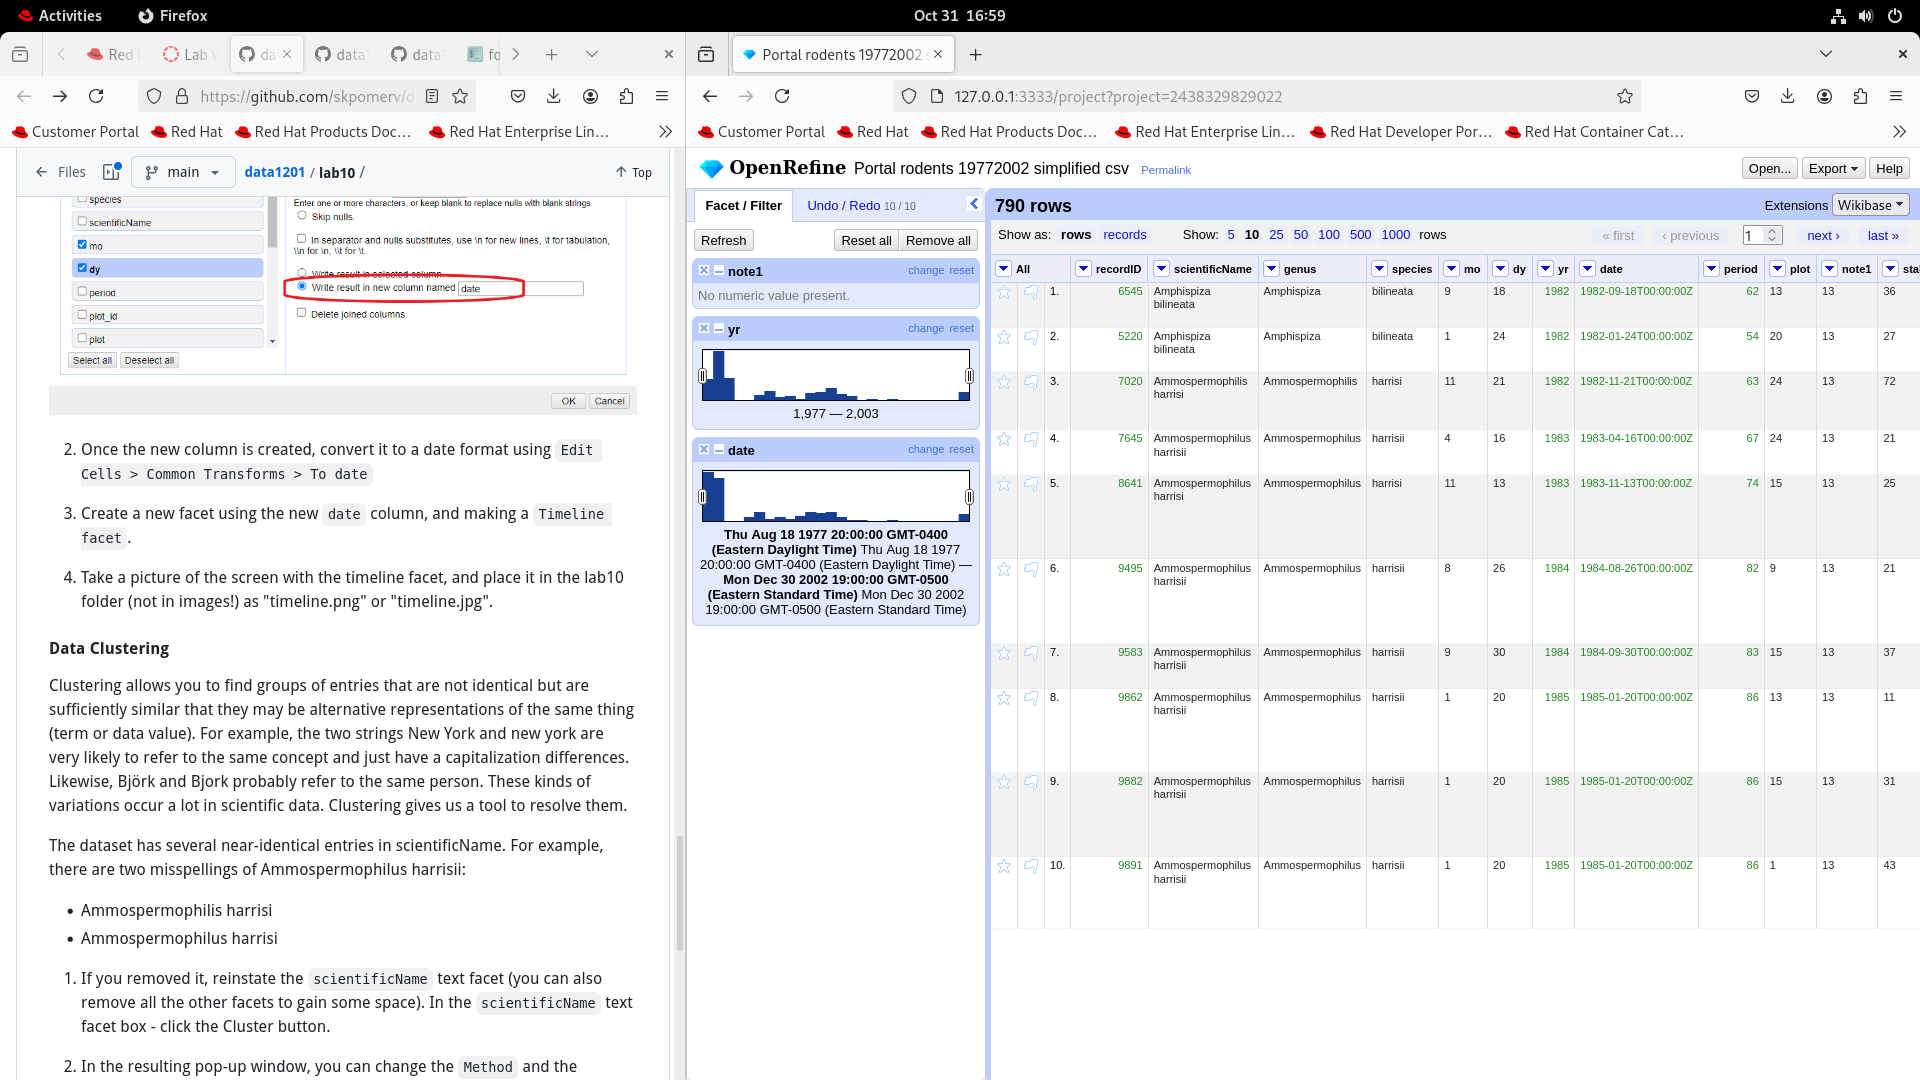 Activities
Firefox
Oct 31 16:59
Red
Lab
da
data
data
fo
https://github.com/skpomerv/d
Customer Portal
Red Hat
Red Hat Products Doc…
Red Hat Enterprise Lin…
Files
main
data1201 / lab10 /
Top
species
scientificName
mo
dy
period
plot_id
plot
Select all
Deselect all
Enter one or more characters, or keep blank to replace nulls with blank strings.
Skip nulls.
In separator and nulls substitutes, use \n for new lines, \t for tabulation,
\\n for \n, \\t for \t.
Write result in selected column.
Write result in new column named date
Delete joined columns.
OK
Cancel
2. Once the new column is created, convert it to a date format using Edit
Cells > Common Transforms > To date
3. Create a new facet using the new date column, and making a Timeline
facet .
4. Take a picture of the screen with the timeline facet, and place it in the lab10
folder (not in images!) as "timeline.png" or "timeline.jpg".
Data Clustering
Clustering allows you to find groups of entries that are not identical but are
sufficiently similar that they may be alternative representations of the same thing
(term or data value). For example, the two strings New York and new york are
very likely to refer to the same concept and just have a capitalization differences.
Likewise, Björk and Bjork probably refer to the same person. These kinds of
variations occur a lot in scientific data. Clustering gives us a tool to resolve them.
The dataset has several near-identical entries in scientificName. For example,
there are two misspellings of Ammospermophilus harrisii:
• Ammospermophilis harrisi
• Ammospermophilus harrisi
1. If you removed it, reinstate the scientificName text facet (you can also
remove all the other facets to gain some space). In the scientificName text
facet box - click the Cluster button.
2. In the resulting pop-up window, you can change the Method and the
Portal rodents 19772002
127.0.0.1:3333/project?project=2438329829022
Customer Portal
Red Hat
Red Hat Products Doc…
Red Hat Enterprise Lin…
Red Hat Developer Por…
Red Hat Container Cat…
OpenRefine Portal rodents 19772002 simplified csv Permalink
Open... Export Help
Facet / Filter
Undo / Redo 10 / 10
Refresh
Reset all
Remove all
note1 change reset
No numeric value present.
yr change reset
1,977 — 2,003
date change reset
Thu Aug 18 1977 20:00:00 GMT-0400
(Eastern Daylight Time) Thu Aug 18 1977
20:00:00 GMT-0400 (Eastern Daylight Time) —
Mon Dec 30 2002 19:00:00 GMT-0500
(Eastern Standard Time) Mon Dec 30 2002
19:00:00 GMT-0500 (Eastern Standard Time)
790 rows
Extensions Wikibase
Show as: rows records Show: 5 10 25 50 100 500 1000 rows
« first ‹ previous 1 next › last »
All recordID scientificName genus species mo dy yr date period plot note1 sta
1. 6545 Amphispiza bilineata Amphispiza bilineata 9 18 1982 1982-09-18T00:00:00Z 62 13 13 36
2. 5220 Amphispiza bilineata Amphispiza bilineata 1 24 1982 1982-01-24T00:00:00Z 54 20 13 27
3. 7020 Ammospermophilis harrisi Ammospermophilis harrisi 11 21 1982 1982-11-21T00:00:00Z 63 24 13 72
4. 7645 Ammospermophilus harrisii Ammospermophilus harrisii 4 16 1983 1983-04-16T00:00:00Z 67 24 13 21
5. 8641 Ammospermophilus harrisi Ammospermophilus harrisi 11 13 1983 1983-11-13T00:00:00Z 74 15 13 25
6. 9495 Ammospermophilus harrisii Ammospermophilus harrisii 8 26 1984 1984-08-26T00:00:00Z 82 9 13 21
7. 9583 Ammospermophilus harrisii Ammospermophilus harrisii 9 30 1984 1984-09-30T00:00:00Z 83 15 13 37
8. 9862 Ammospermophilus harrisii Ammospermophilus harrisii 1 20 1985 1985-01-20T00:00:00Z 86 13 13 11
9. 9882 Ammospermophilus harrisii Ammospermophilus harrisii 1 20 1985 1985-01-20T00:00:00Z 86 15 13 31
10. 9891 Ammospermophilus harrisii Ammospermophilus harrisii 1 20 1985 1985-01-20T00:00:00Z 86 1 13 43